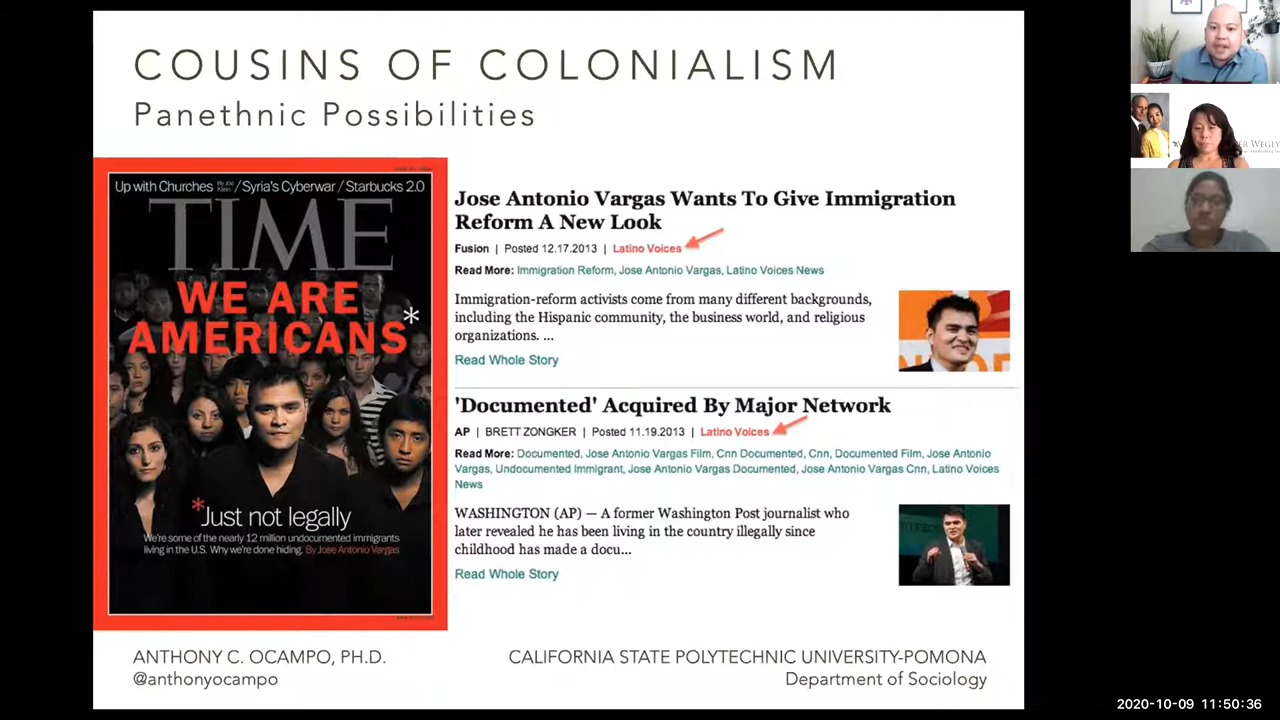 COUSINS OF COLONIALISM
Panethnic Possibilities
Up with Churches By Joe Klein / Syria's Cyberwar / Starbucks 2.0
TIME
WE ARE
AMERICANS*
*Just not legally
We're some of the nearly 12 million undocumented immigrants
living in the U.S. Why we're done hiding. By Jose Antonio Vargas
Jose Antonio Vargas Wants To Give Immigration
Reform A New Look
Fusion | Posted 12.17.2013 | Latino Voices
Read More: Immigration Reform, Jose Antonio Vargas, Latino Voices News
Immigration-reform activists come from many different backgrounds,
including the Hispanic community, the business world, and religious
organizations. ...
Read Whole Story
'Documented' Acquired By Major Network
AP | BRETT ZONGKER | Posted 11.19.2013 | Latino Voices
Read More: Documented, Jose Antonio Vargas Film, Cnn Documented, Cnn, Documented Film, Jose Antonio
Vargas, Undocumented Immigrant, Jose Antonio Vargas Documented, Jose Antonio Vargas Cnn, Latino Voices
News
WASHINGTON (AP) — A former Washington Post journalist who
later revealed he has been living in the country illegally since
childhood has made a docu...
Read Whole Story
ANTHONY C. OCAMPO, PH.D.
@anthonyocampo
CALIFORNIA STATE POLYTECHNIC UNIVERSITY-POMONA
Department of Sociology
2020-10-09 11:50:36